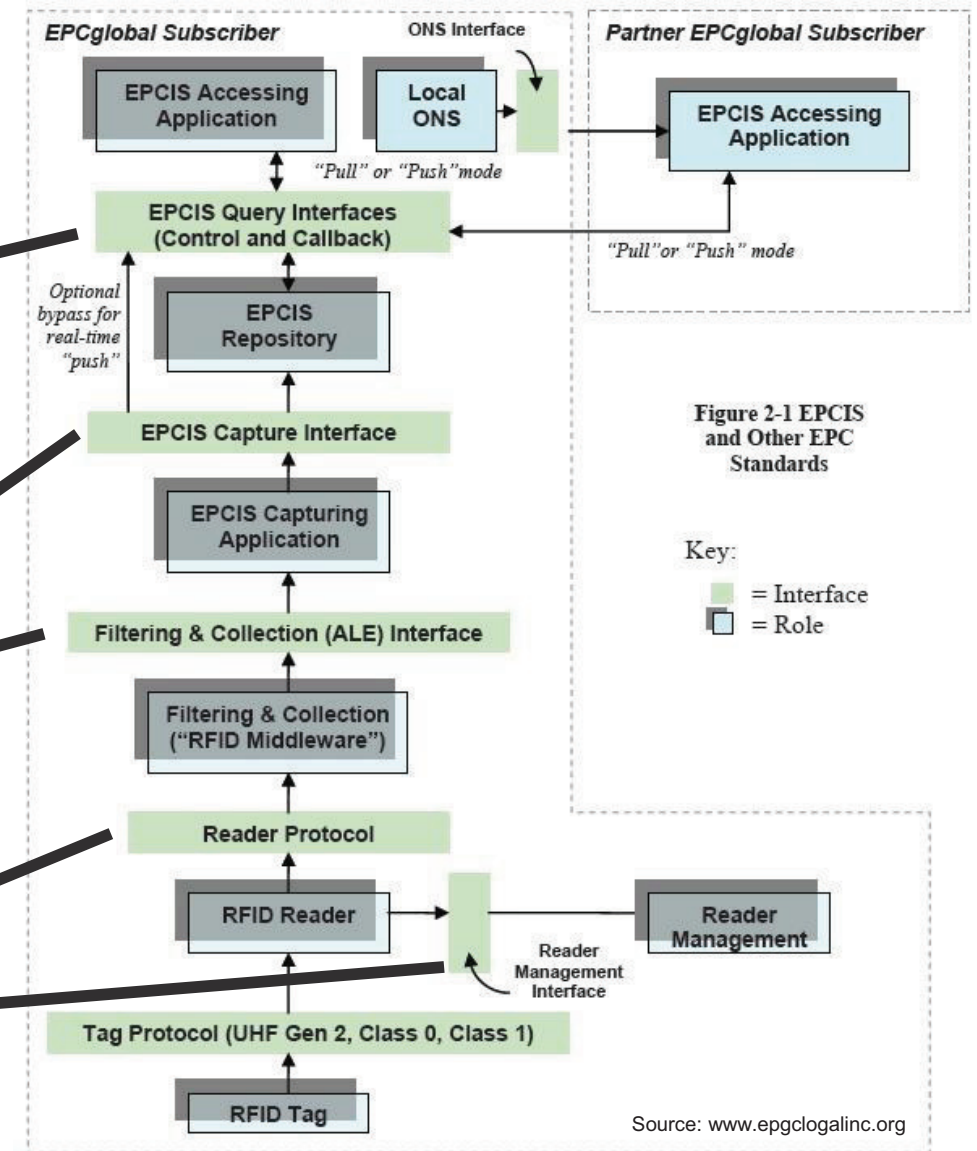 EPCglobal Subscriber
ONS Interface
Partner EPCglobal Subscriber
EPCIS Accessing
Application
Local
ONS
EPCIS Accessing
Application
"Pull" or "Push"mode
EPCIS Query Interfaces
(Control and Callback)
"Pull"or "Push" mode
Optional
bypass for
real-time
"push"
EPCIS
Repository
EPCIS Capture Interface
Figure 2-1 EPCIS
and Other EPC
Standards
EPCIS Capturing
Application
Key:
= Interface
= Role
Filtering & Collection (ALE) Interface
Filtering & Collection
("RFID Middleware")
Reader Protocol
RFID Reader
Reader
Management
Reader
Management
Interface
Tag Protocol (UHF Gen 2, Class 0, Class 1)
RFID Tag
Source: www.epgclogalinc.org